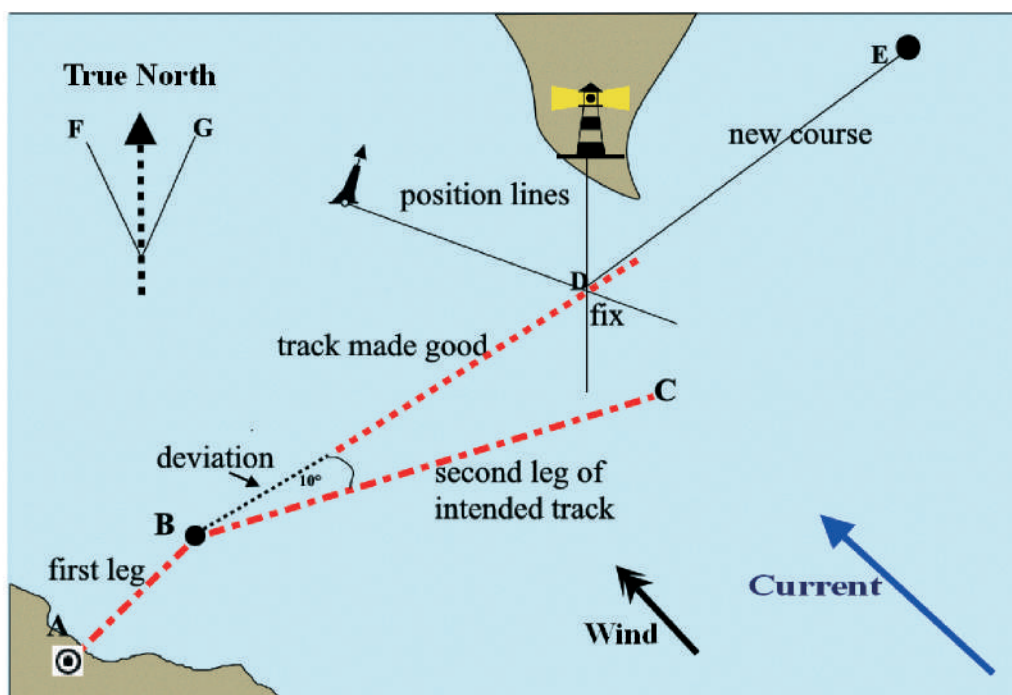 True North
F
G
E
new course
position lines
D
fix
track made good
C
deviation
10°
second leg of
intended track
B
first leg
Current
A
Wind